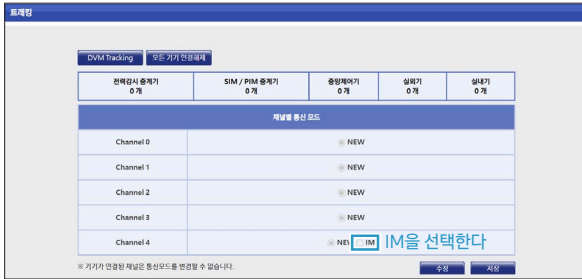 트래킹
DVM Tracking 모든 기기 연결해제
전력감시 중계기 SIM / PIM 중계기 중앙제어기 실외기 실내기
0 개 0 개 0 개 0 개 0 개
채널별 통신 모드
Channel 0 NEW
Channel 1 NEW
Channel 2 NEW
Channel 3 NEW
Channel 4 NEW IM IM을 선택한다
※ 기기가 연결된 채널은 통신모드를 변경할 수 없습니다. 수정 저장